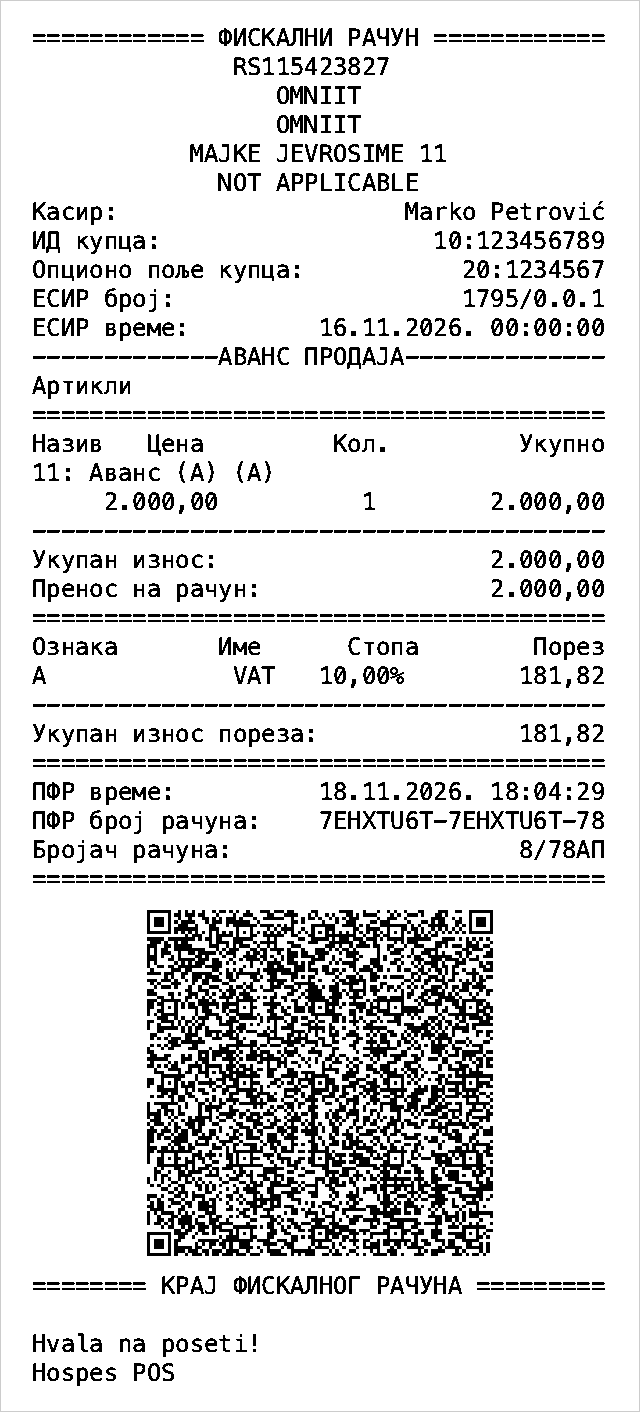 ============ ФИСКАЛНИ РАЧУН ============
RS115423827
OMNIIT
OMNIIT
МАЈКЕ JEVROSIME 11
NOT APPLICABLE
Касир: Marko Petrović
ИД купца: 10:123456789
Опционо поље купца: 20:1234567
ЕСИР број: 1795/0.0.1
ЕСИР време: 16.11.2026. 00:00:00
-------------АВАНС ПРОДАЈА--------------
Артикли
========================================
Назив Цена Кол. Укупно
11: Аванс (А) (А)
2.000,00 1 2.000,00
----------------------------------------
Укупан износ: 2.000,00
Пренос на рачун: 2.000,00
========================================
Ознака Име Стопа Порез
А VAT 10,00% 181,82
----------------------------------------
Укупан износ пореза: 181,82
========================================
ПФР време: 18.11.2026. 18:04:29
ПФР број рачуна: 7EHXTU6T-7EHXTU6T-78
Бројач рачуна: 8/78АП
========================================
======== КРАЈ ФИСКАЛНОГ РАЧУНА =========
Hvala na poseti!
Hospes POS